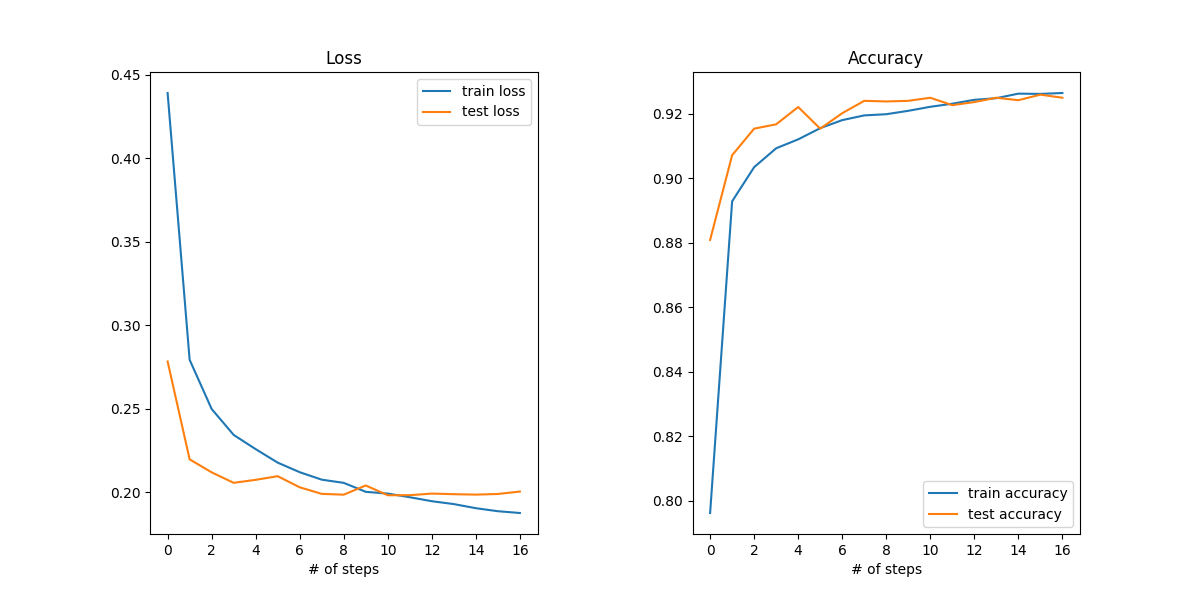 Loss
0.45
0.40
0.35
0.30
0.25
0.20
train loss
test loss
0 2 4 6 8 10 12 14 16
# of steps
Accuracy
0.92
0.90
0.88
0.86
0.84
0.82
0.80
train accuracy
test accuracy
0 2 4 6 8 10 12 14 16
# of steps